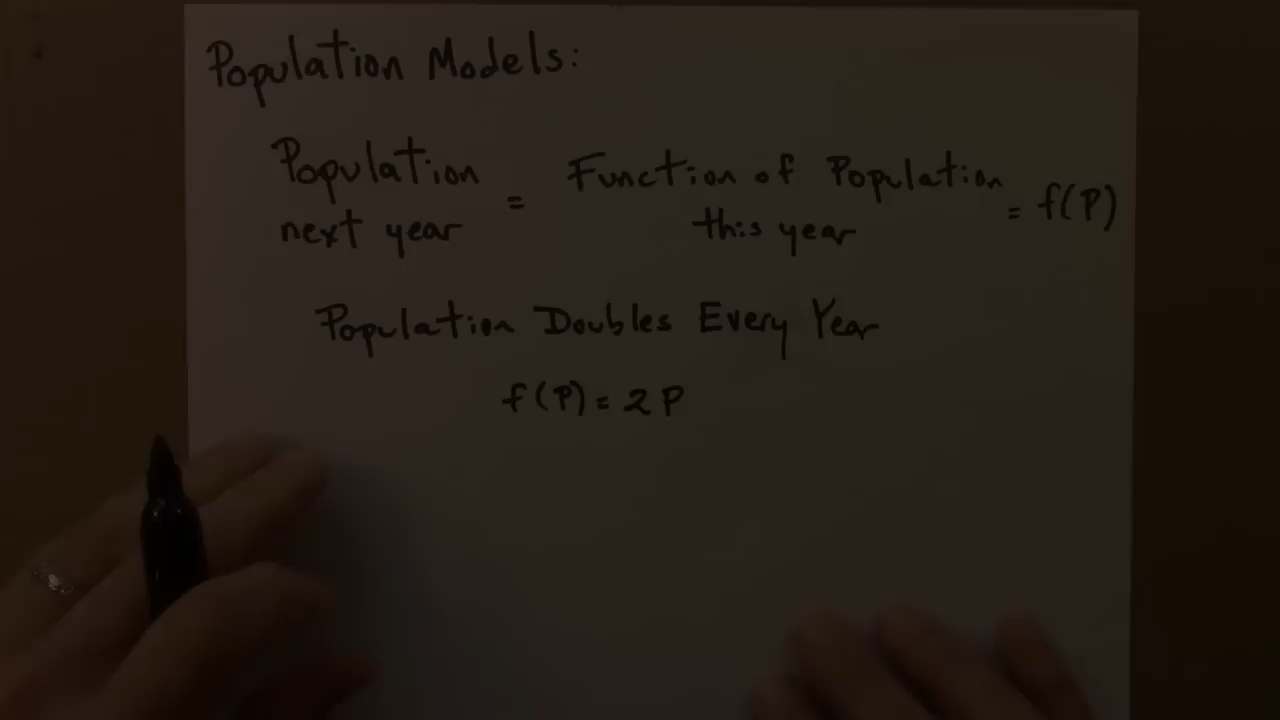 Population Models:
Population = Function of Population = f(P)
next year this year
Population Doubles Every Year
f(P) = 2P